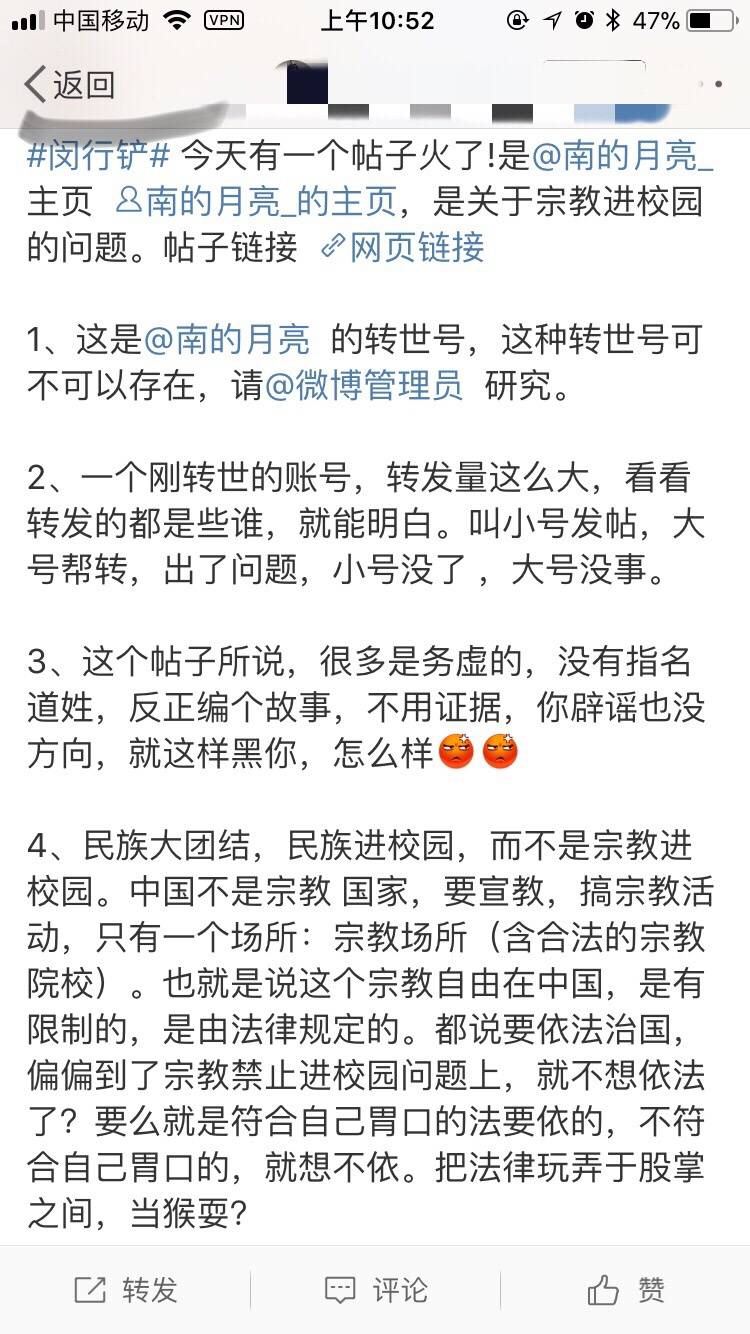 中国移动 VPN 上午10:52 47%
返回
#闵行铲# 今天有一个帖子火了!是@南的月亮_
主页 南的月亮_的主页，是关于宗教进校园
的问题。帖子链接 网页链接
1、这是@南的月亮 的转世号，这种转世号可
不可以存在，请@微博管理员 研究。
2、一个刚转世的账号，转发量这么大，看看
转发的都是些谁，就能明白。叫小号发帖，大
号帮转，出了问题，小号没了 ，大号没事。
3、这个帖子所说，很多是务虚的，没有指名
道姓，反正编个故事，不用证据，你辟谣也没
方向，就这样黑你，怎么样😡😡
4、民族大团结，民族进校园，而不是宗教进
校园。中国不是宗教 国家，要宣教，搞宗教活
动，只有一个场所：宗教场所（含合法的宗教
院校）。也就是说这个宗教自由在中国，是有
限制的，是由法律规定的。都说要依法治国，
偏偏到了宗教禁止进校园问题上，就不想依法
了？要么就是符合自己胃口的法要依的，不符
合自己胃口的，就想不依。把法律玩弄于股掌
之间，当猴耍？
转发 评论 赞